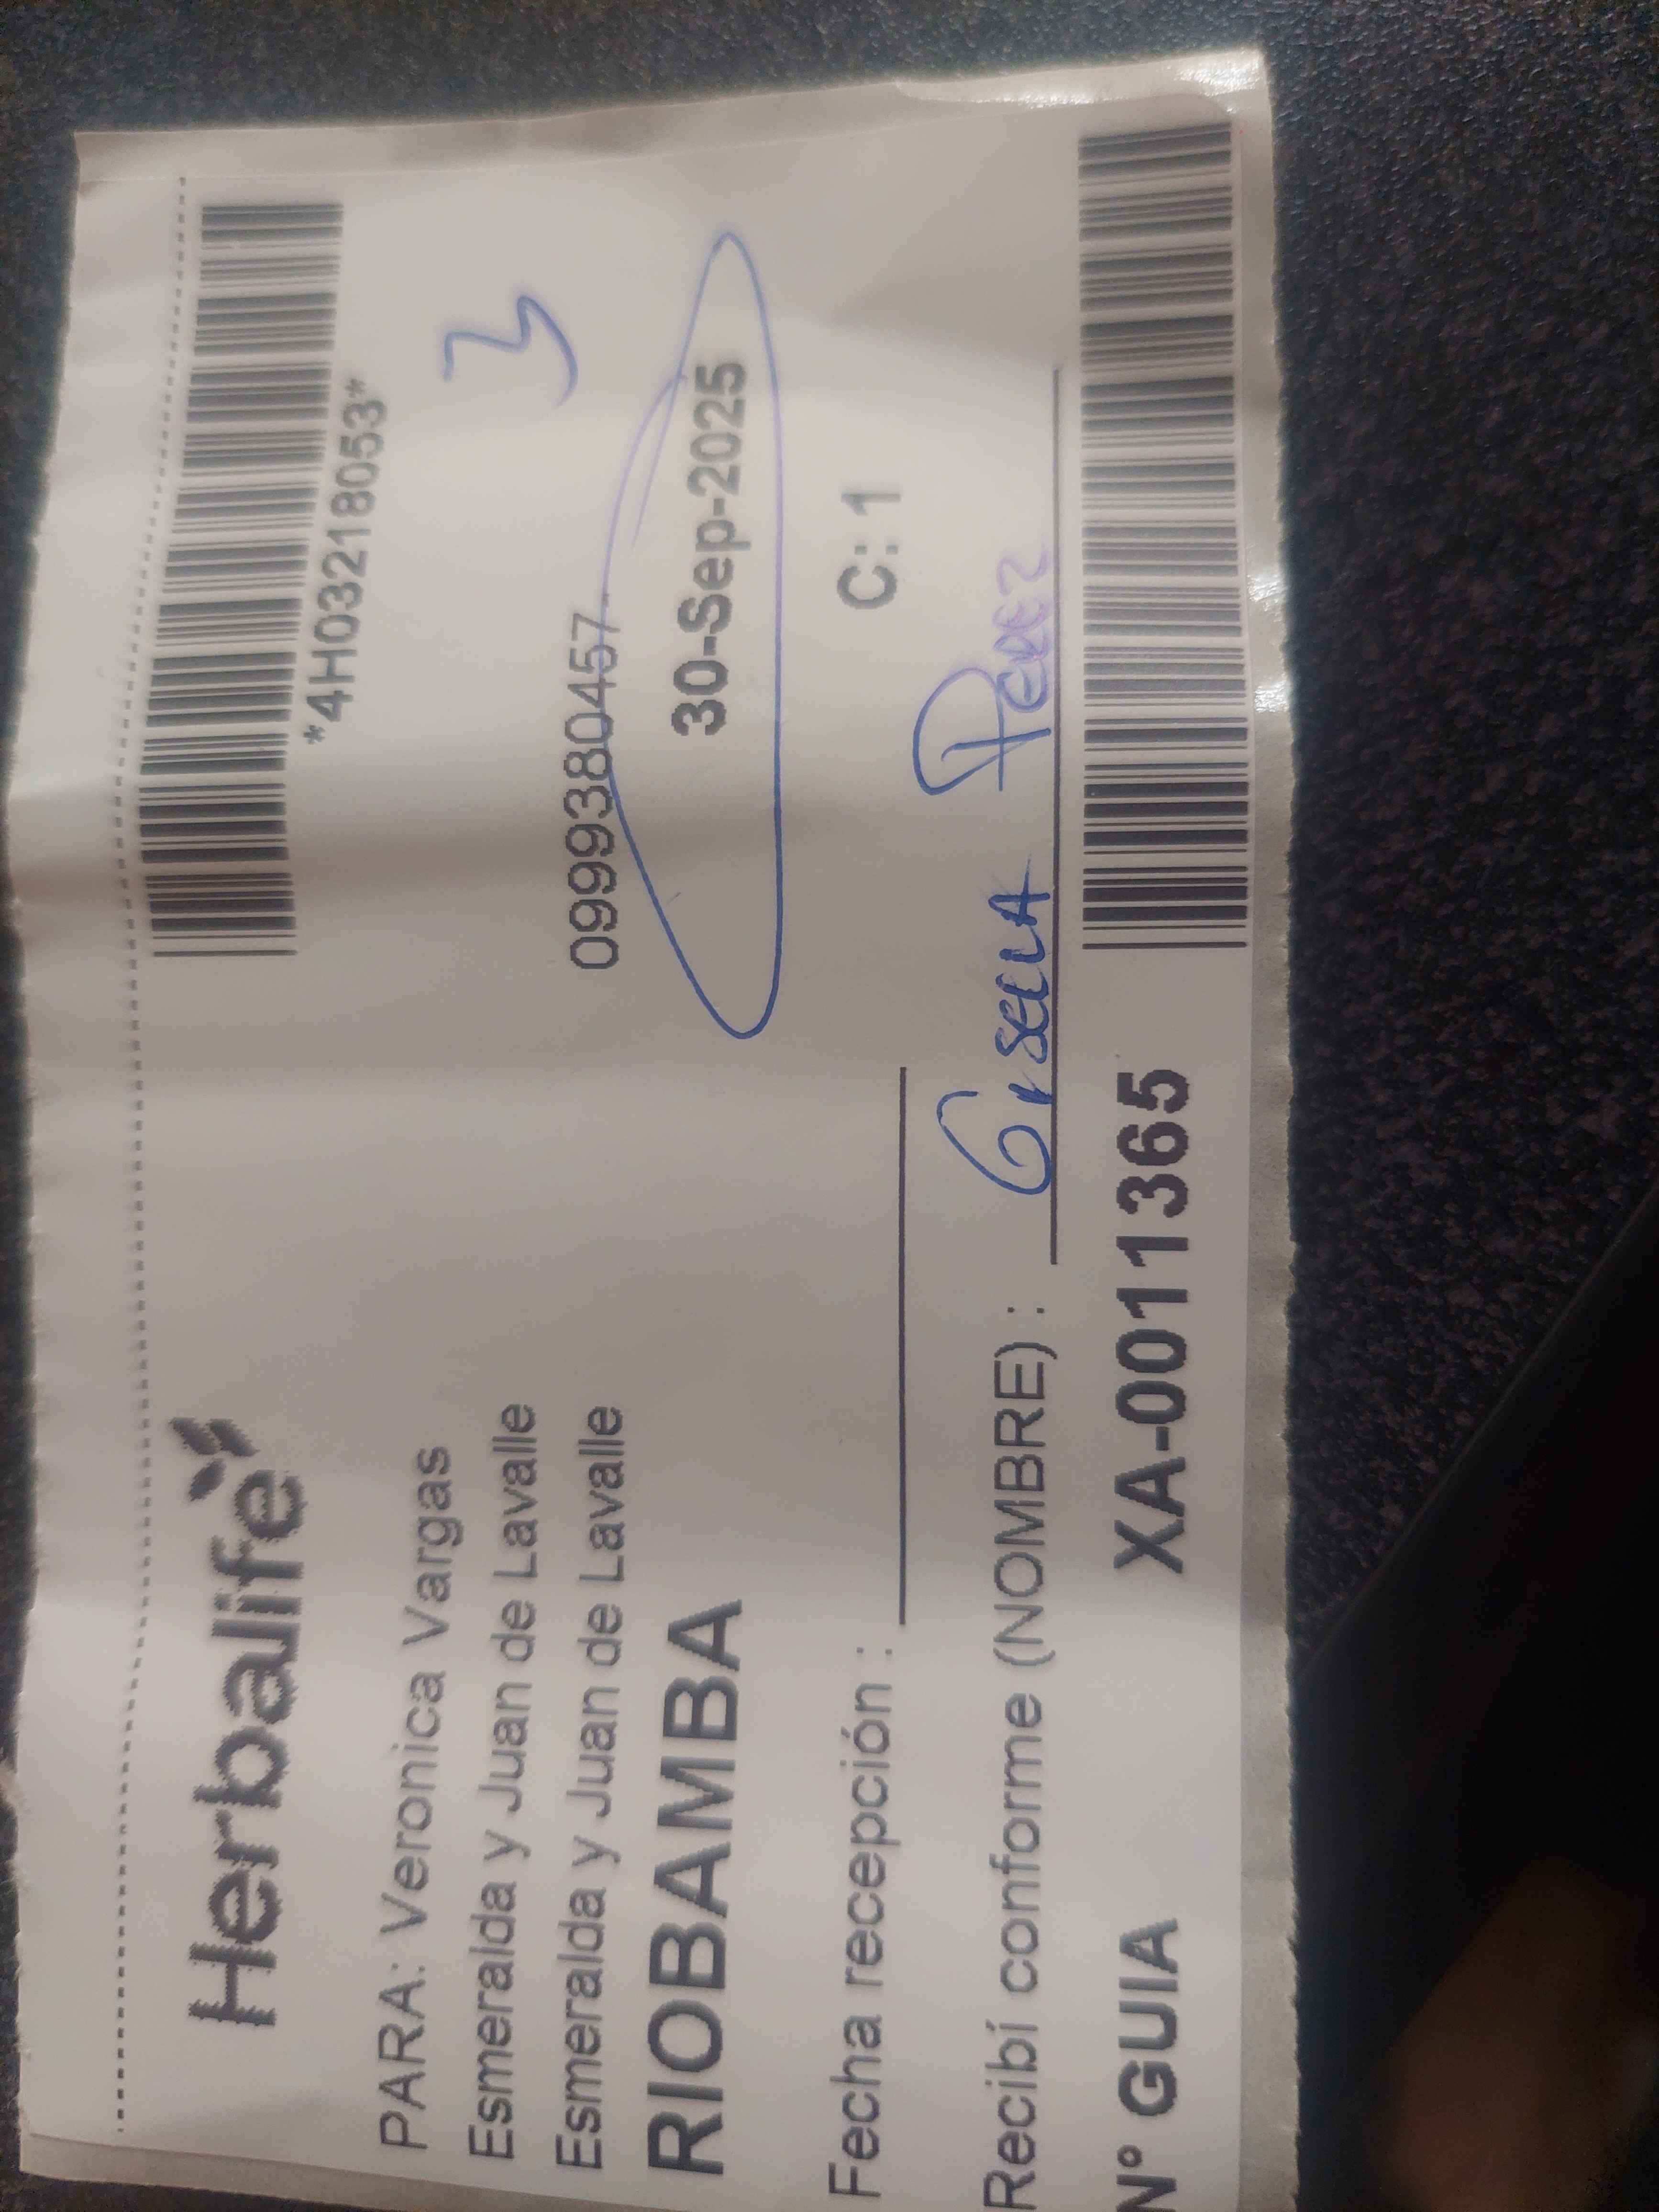 Herbalife
*4H03218053*
PARA: Veronica Vargas
3
Esmeralda y Juan de Lavalle
Esmeralda y Juan de Lavalle
0999380457
RIOBAMBA
30-Sep-2025
Fecha recepción :
C: 1
Recibí conforme (NOMBRE) : GISELLA PEREZ
N° GUIA XA-0011365